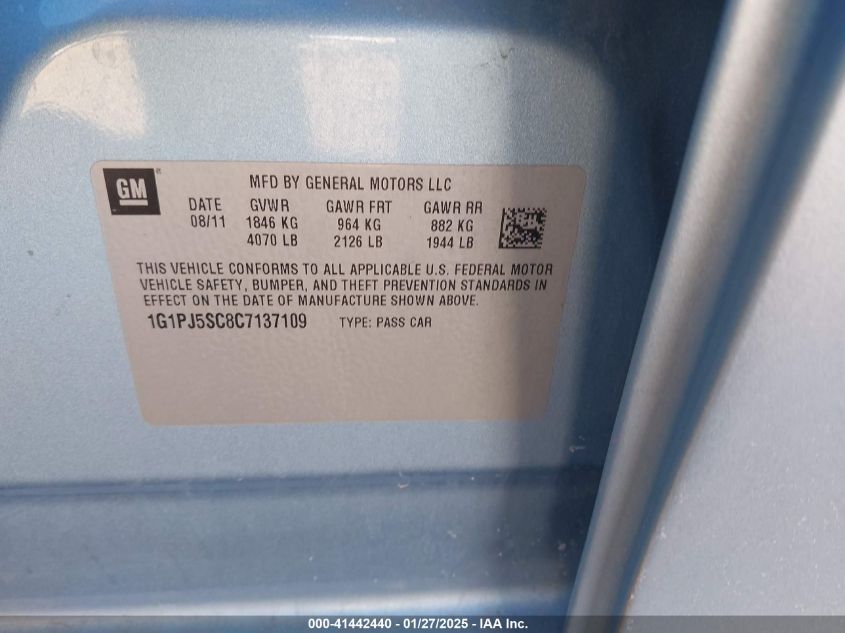 GM
MFD BY GENERAL MOTORS LLC
DATE GVWR GAWR FRT GAWR RR
08/11 1846 KG 964 KG 882 KG
4070 LB 2126 LB 1944 LB
THIS VEHICLE CONFORMS TO ALL APPLICABLE U.S. FEDERAL MOTOR
VEHICLE SAFETY, BUMPER, AND THEFT PREVENTION STANDARDS IN
EFFECT ON THE DATE OF MANUFACTURE SHOWN ABOVE.
1G1PJ5SC8C7137109 TYPE: PASS CAR
000-41442440 - 01/27/2025 - IAA Inc.